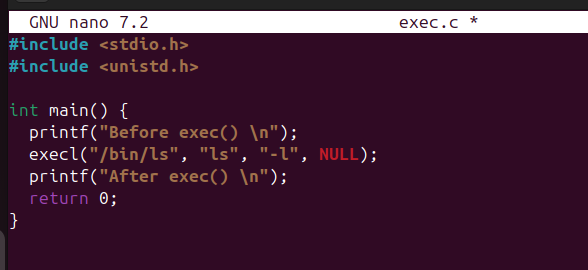 GNU nano 7.2 exec.c *
#include <stdio.h>
#include <unistd.h>
int main() {
printf("Before exec() \n");
execl("/bin/ls", "ls", "-l", NULL);
printf("After exec() \n");
return 0;
}